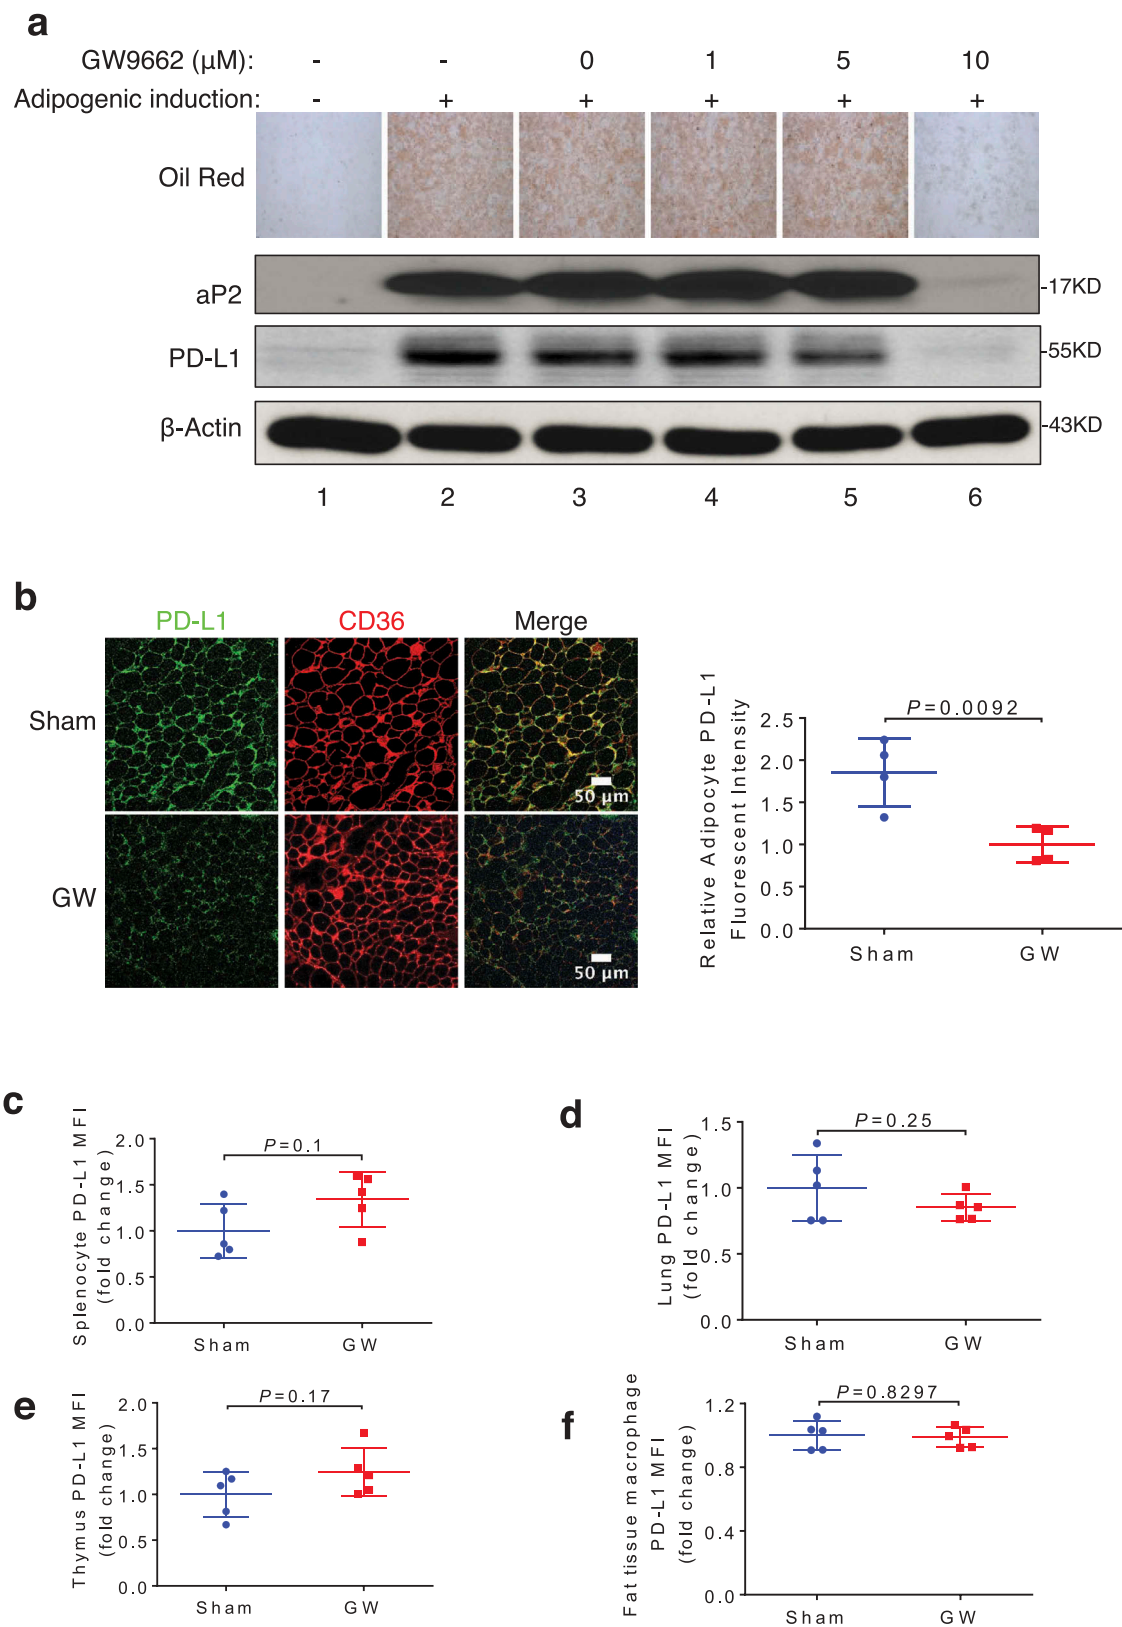 a
GW9662 (μM): - - 0 1 5 10
Adipogenic induction: - + + + + +
Oil Red
aP2 -17KD
PD-L1 -55KD
β-Actin -43KD
1 2 3 4 5 6
b
PD-L1 CD36 Merge
Sham
50 μm
GW
50 μm
Relative Adipocyte PD-L1
Fluorescent Intensity
P=0.0092
2.5
2.0
1.5
1.0
0.5
0.0
Sham GW
c
Splenocyte PD-L1 MFI
(fold change)
P=0.1
2.0
1.5
1.0
0.5
0.0
Sham GW
d
Lung PD-L1 MFI
(fold change)
P=0.25
1.5
1.0
0.5
0.0
Sham GW
e
Thymus PD-L1 MFI
(fold change)
P=0.17
2.0
1.5
1.0
0.5
0.0
Sham GW
f
Fat tissue macrophage
PD-L1 MFI
(fold change)
P=0.8297
1.2
0.8
0.4
0.0
Sham GW